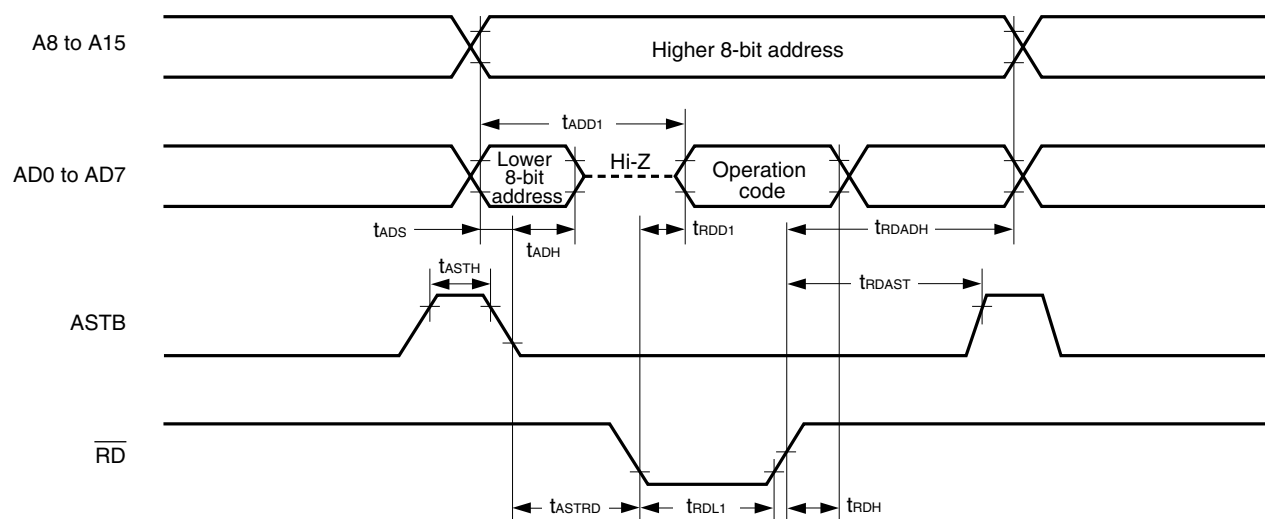 A8 to A15
Higher 8-bit address
tADD1
AD0 to AD7
Lower
8-bit
address
Hi-Z
Operation
code
tADS
tADH
tRDD1
tRDADH
tASTH
tRDAST
ASTB
RD
tASTRD
tRDL1
tRDH